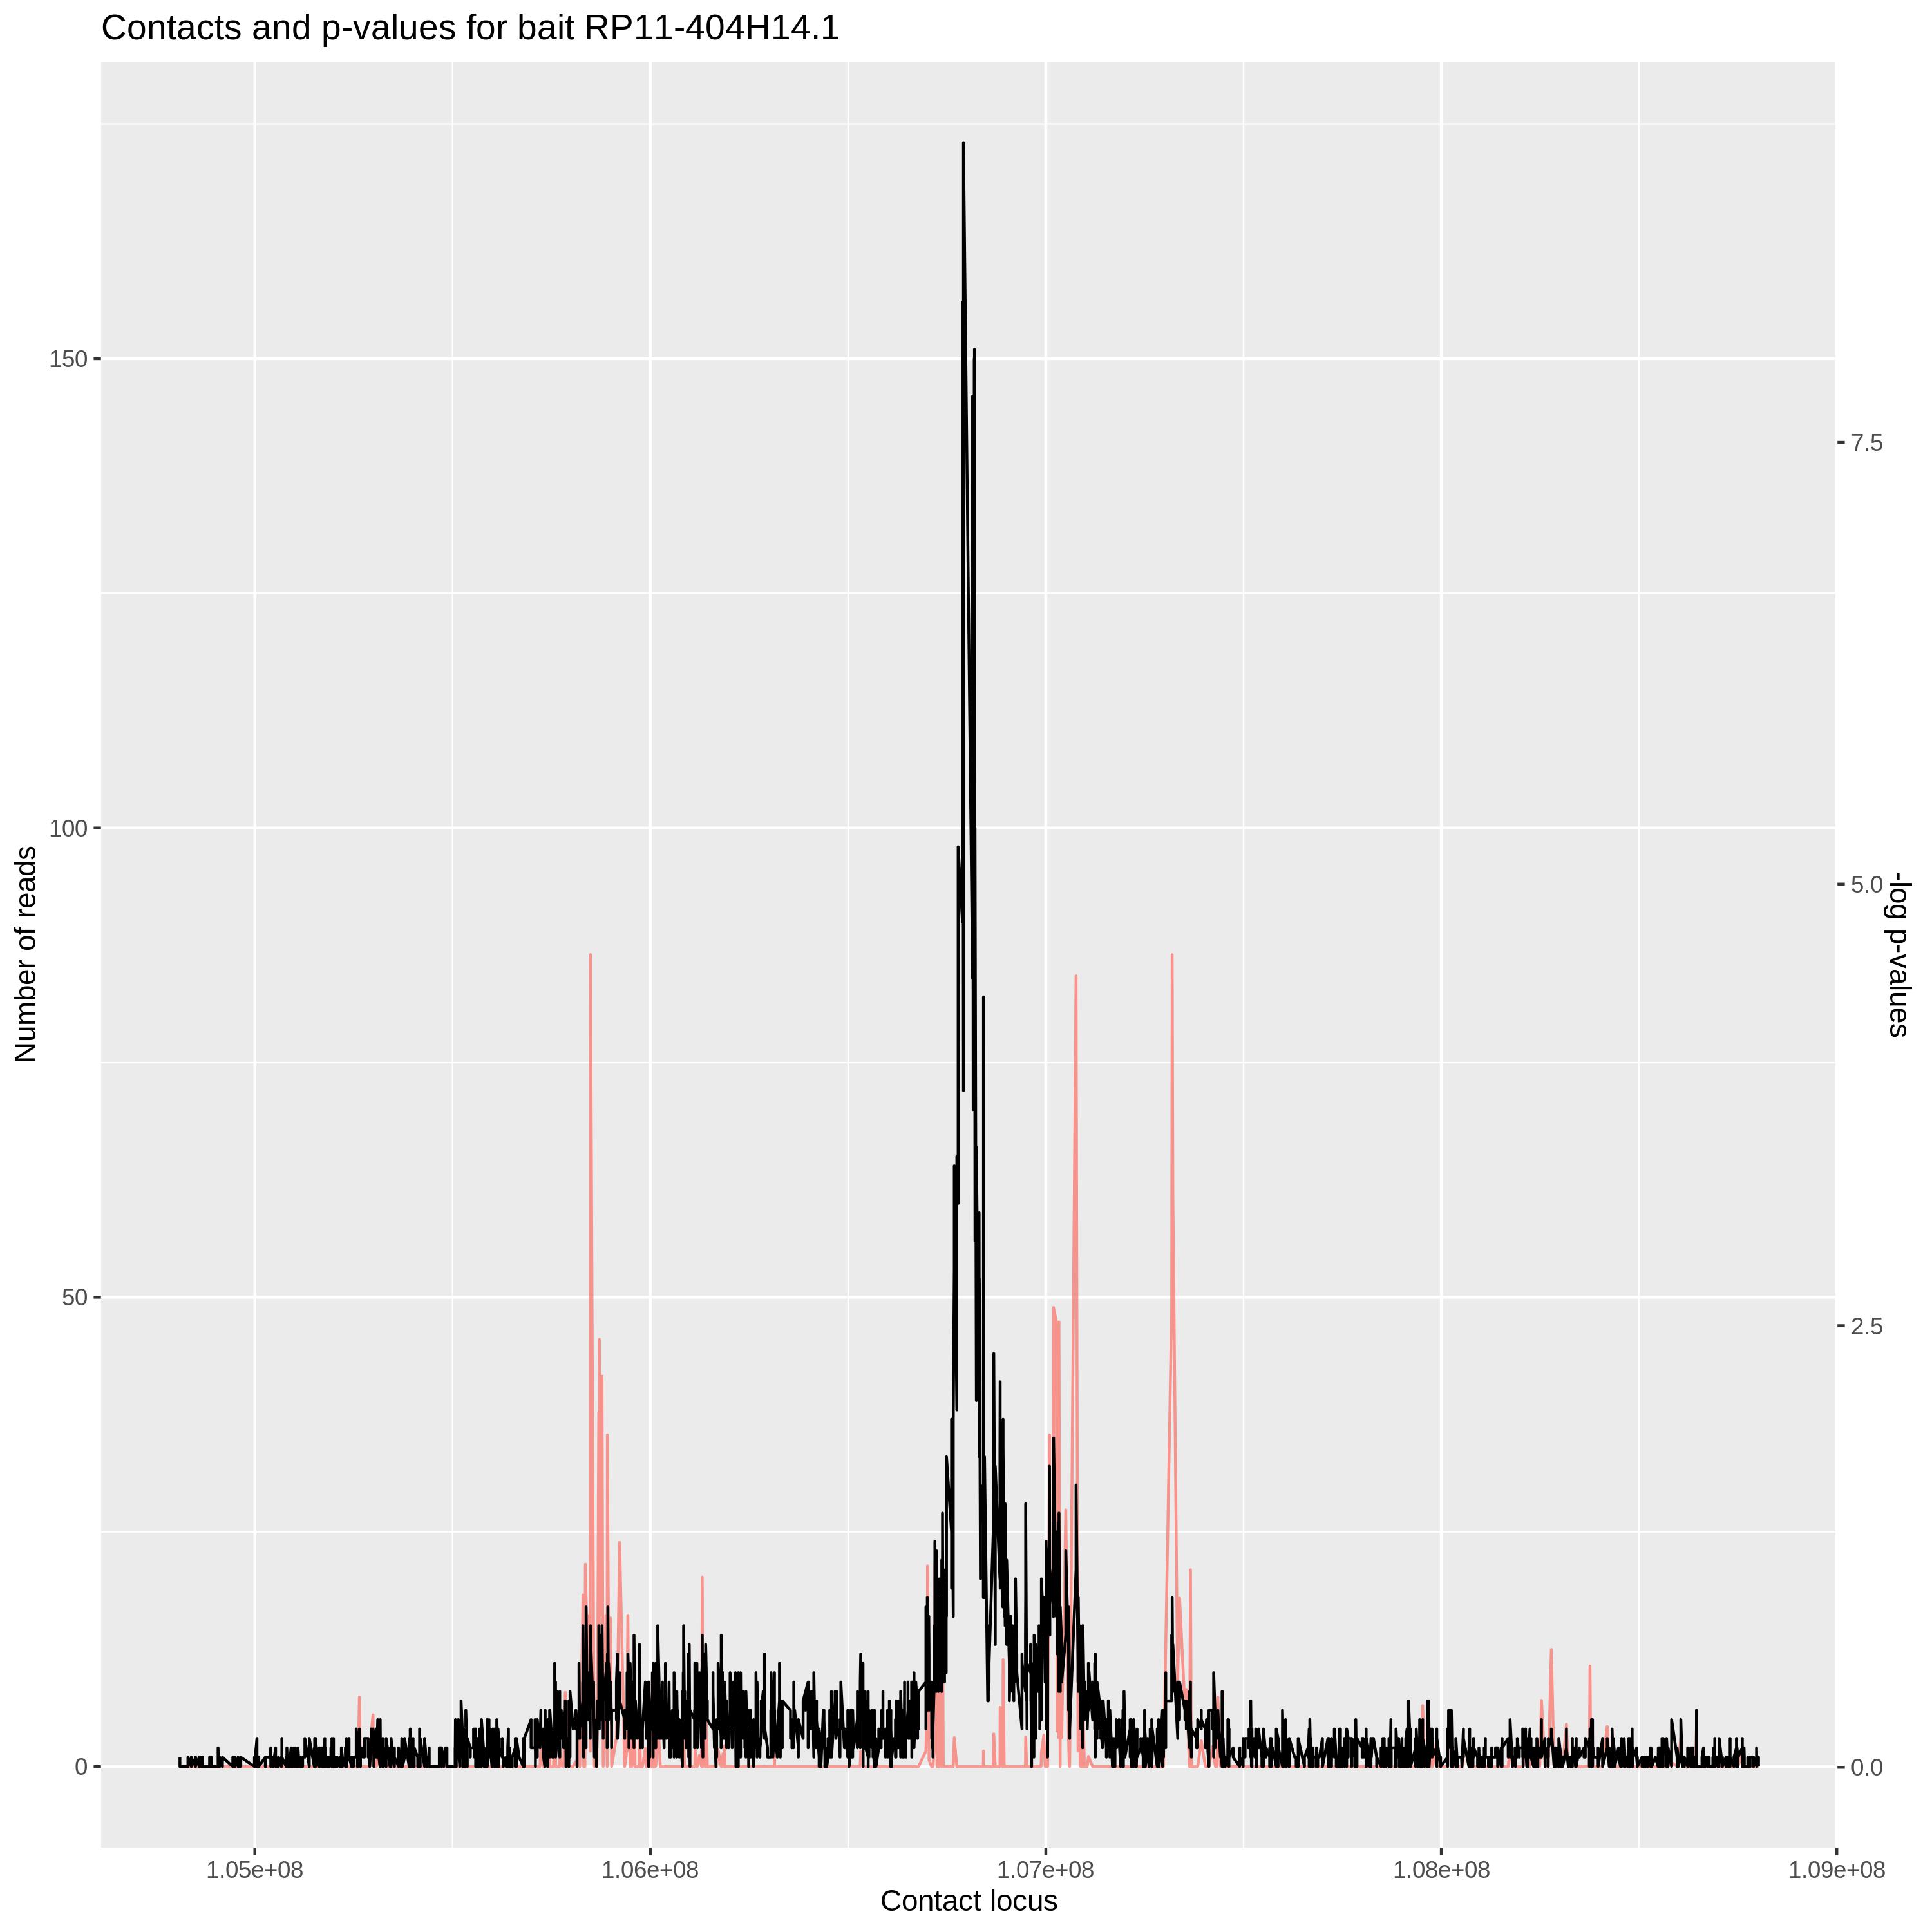 Contacts and p-values for bait RP11-404H14.1
Number of reads
150
100
50
0
7.5
5.0
2.5
0.0
-log p-values
1.05e+08
1.06e+08
1.07e+08
1.08e+08
1.09e+08
Contact locus